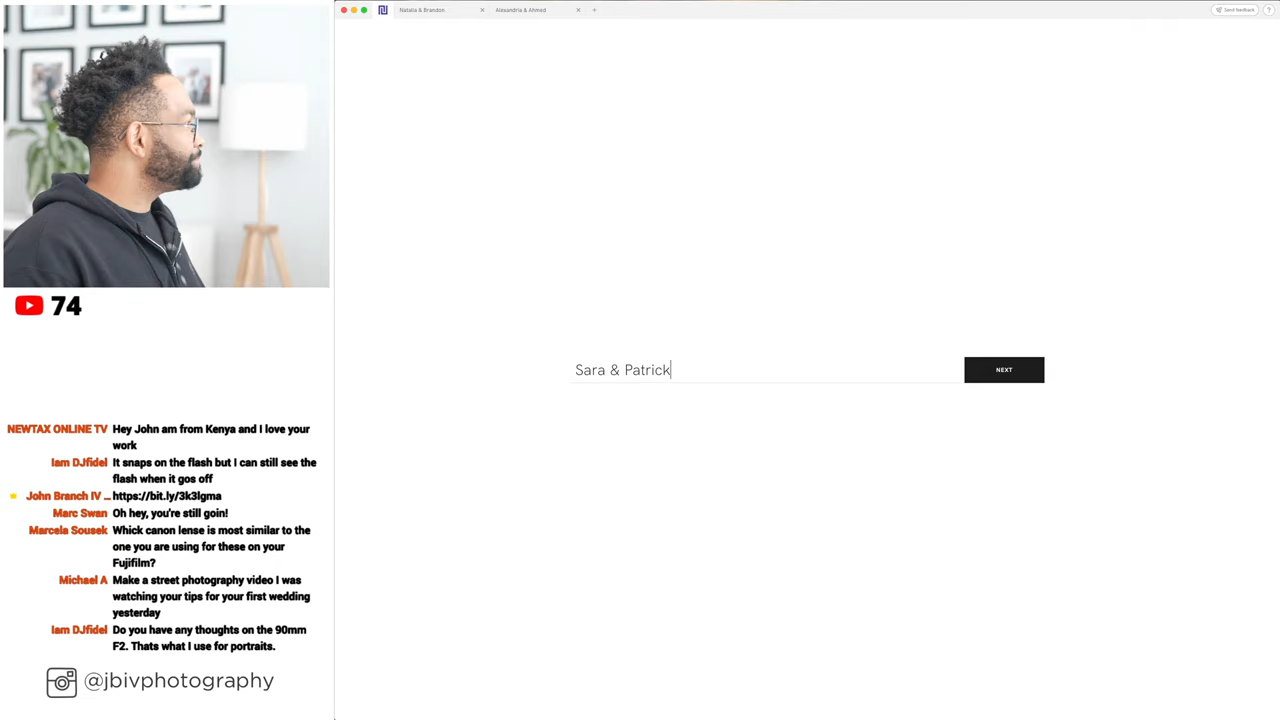 Natalia & Brandon
Alexandria & Ahmed
Send feedback
?
74
Sara & Patrick
NEXT
NEWTAX ONLINE TV Hey John am from Kenya and I love your
work
Iam DJfidel It snaps on the flash but I can still see the
flash when it gos off
John Branch IV ... https://bit.ly/3k3lgma
Marc Swan Oh hey, you're still goin!
Marcela Sousek Whick canon lense is most similar to the
one you are using for these on your
Fujifilm?
Michael A Make a street photography video I was
watching your tips for your first wedding
yesterday
Iam DJfidel Do you have any thoughts on the 90mm
F2. Thats what I use for portraits.
@jbivphotography